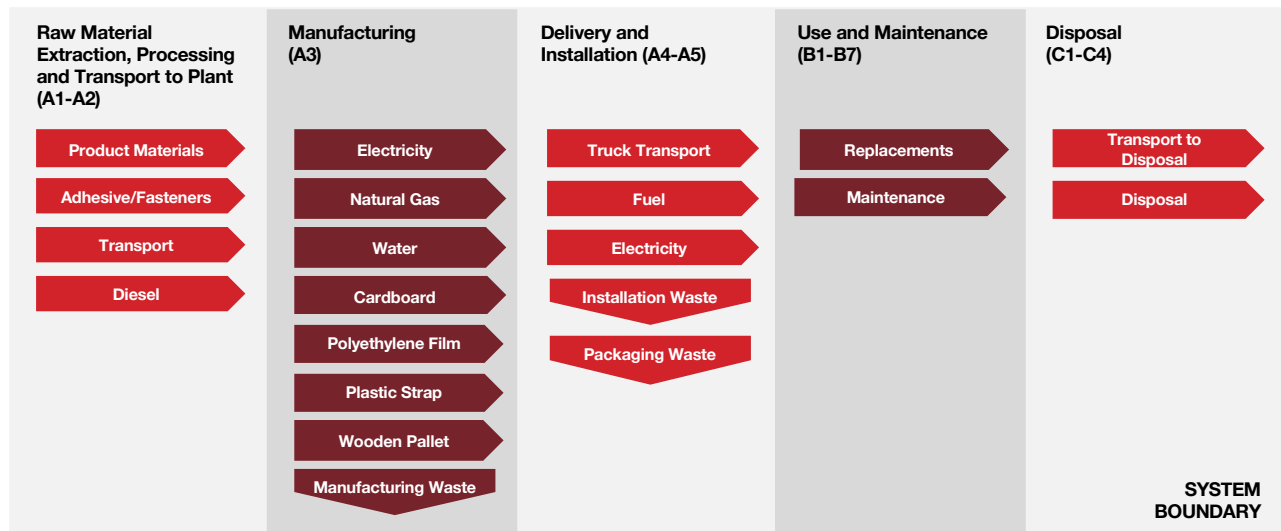 Raw Material
Extraction, Processing
and Transport to Plant
(A1-A2)
Product Materials
Adhesive/Fasteners
Transport
Diesel
Manufacturing
(A3)
Electricity
Natural Gas
Water
Cardboard
Polyethylene Film
Plastic Strap
Wooden Pallet
Manufacturing Waste
Delivery and
Installation (A4-A5)
Truck Transport
Fuel
Electricity
Installation Waste
Packaging Waste
Use and Maintenance
(B1-B7)
Replacements
Maintenance
Disposal
(C1-C4)
Transport to
Disposal
Disposal
SYSTEM
BOUNDARY